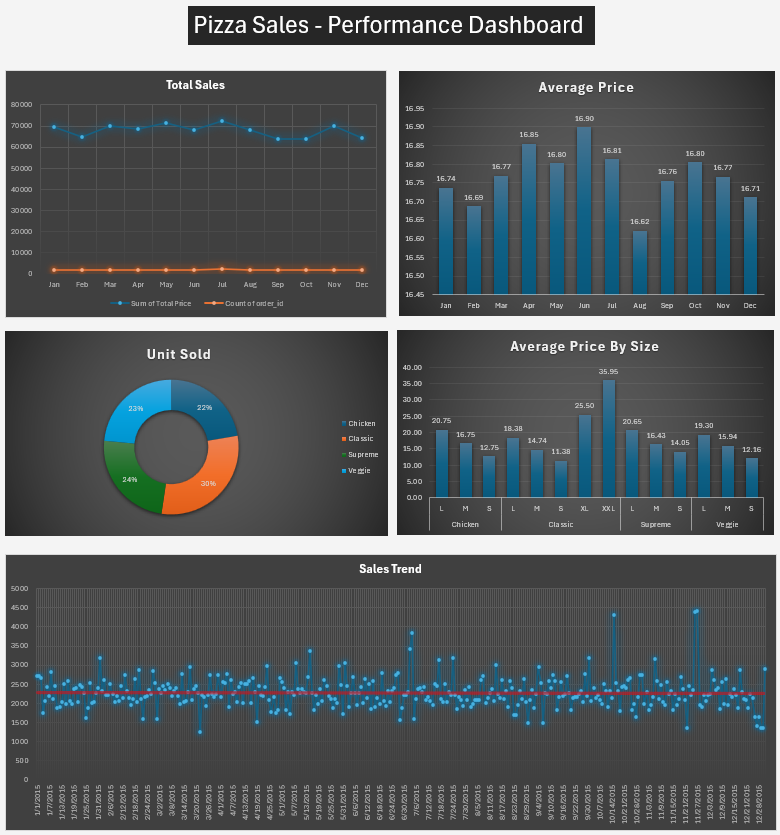 Pizza Sales - Performance Dashboard
Total Sales
80000
70000
60000
50000
40000
30000
20000
10000
0
Jan Feb Mar Apr May Jun Jul Aug Sep Oct Nov Dec
Sum of Total Price Count of order_id
Average Price
16.95
16.90
16.85
16.80
16.75
16.70
16.65
16.60
16.55
16.50
16.45
16.74 16.69 16.77 16.85 16.80 16.90 16.81 16.62 16.76 16.80 16.77 16.71
Jan Feb Mar Apr May Jun Jul Aug Sep Oct Nov Dec
Unit Sold
23% 22%
24% 30%
Chicken
Classic
Supreme
Veggie
Average Price By Size
40.00
35.00
30.00
25.00
20.00
15.00
10.00
5.00
0.00
20.75 16.75 12.75 18.38 14.74 11.38 25.50 35.95 20.65 16.43 14.05 19.30 15.94 12.16
L M S L M S XL XXL L M S L M S
Chicken Classic Supreme Veggie
Sales Trend
5000
4500
4000
3500
3000
2500
2000
1500
1000
500
0
1/1/2015 1/7/2015 1/13/2015 1/19/2015 1/25/2015 1/31/2015 2/6/2015 2/12/2015 2/18/2015 2/24/2015 3/2/2015 3/8/2015 3/14/2015 3/20/2015 3/26/2015 4/1/2015 4/7/2015 4/13/2015 4/19/2015 4/25/2015 5/1/2015 5/7/2015 5/13/2015 5/19/2015 5/25/2015 5/31/2015 6/6/2015 6/12/2015 6/18/2015 6/24/2015 6/30/2015 7/6/2015 7/12/2015 7/18/2015 7/24/2015 7/30/2015 8/5/2015 8/11/2015 8/17/2015 8/23/2015 8/29/2015 9/4/2015 9/10/2015 9/16/2015 9/22/2015 9/30/2015 10/7/2015 10/14/2015 10/21/2015 10/28/2015 11/3/2015 11/9/2015 11/15/2015 11/21/2015 11/27/2015 12/3/2015 12/9/2015 12/15/2015 12/21/2015 12/28/2015